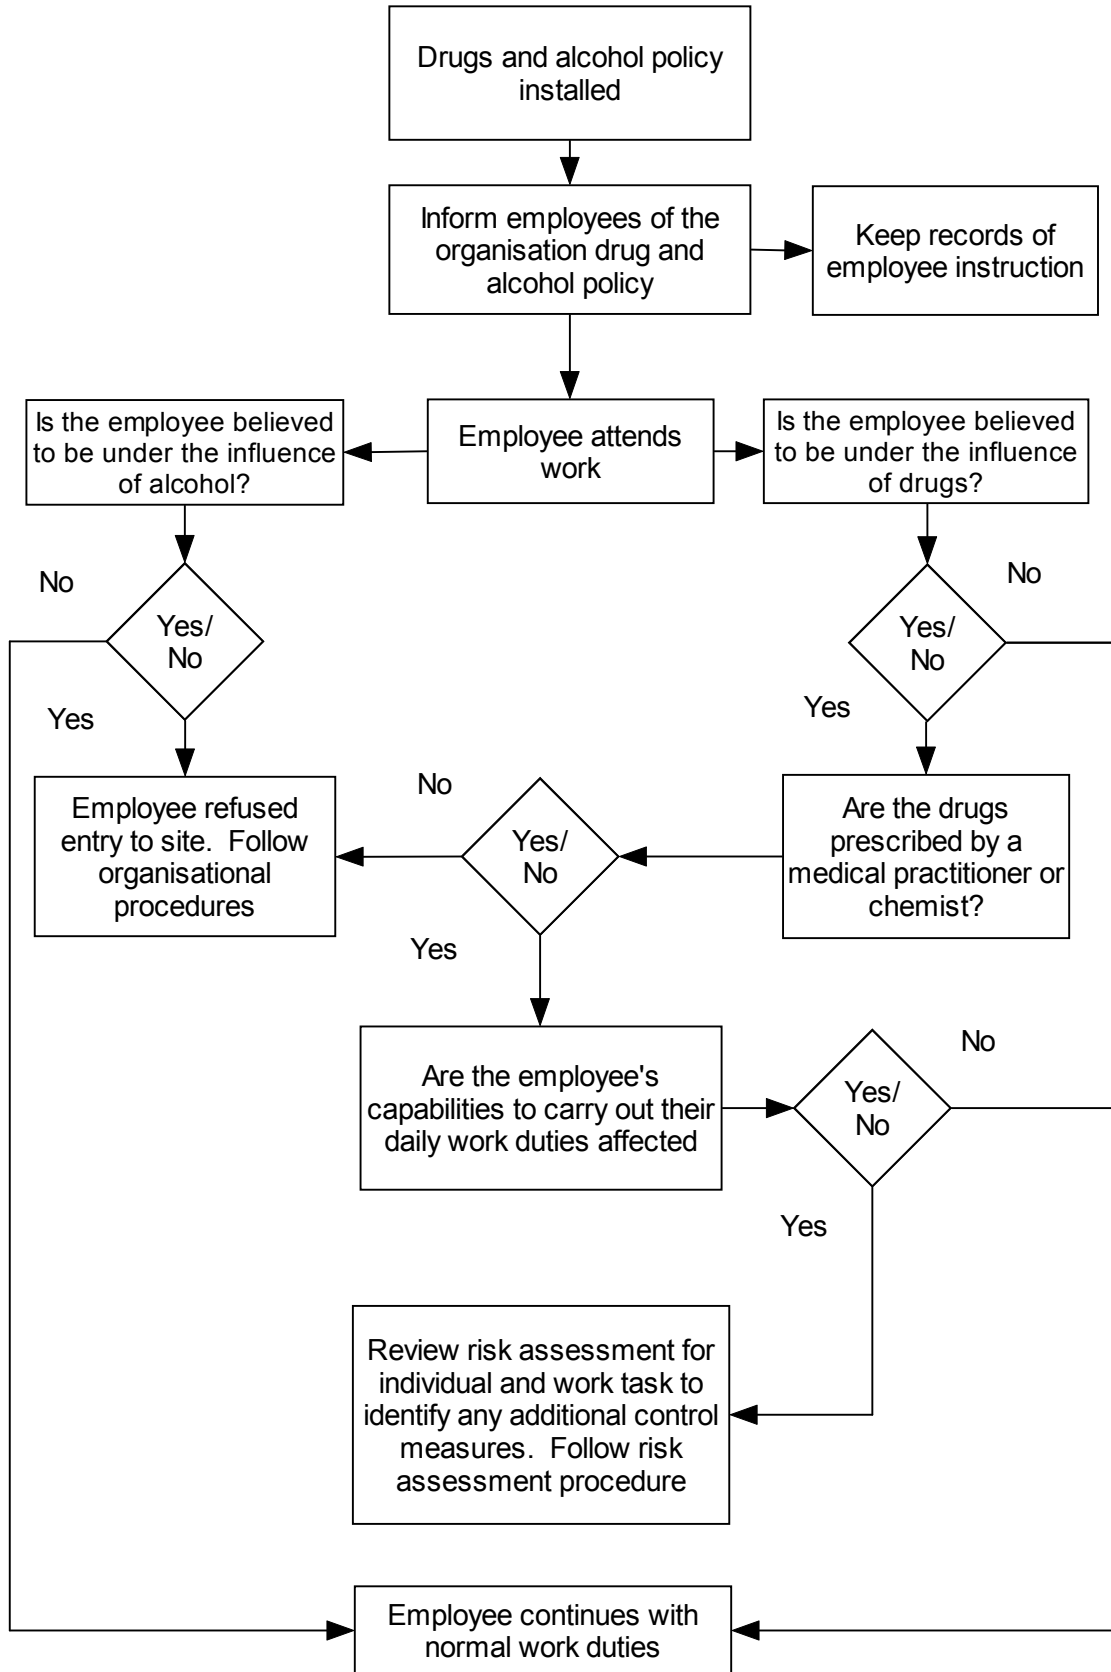 Drugs and alcohol policy
installed
Inform employees of the
organisation drug and
alcohol policy
Keep records of
employee instruction
Is the employee believed
to be under the influence
of alcohol?
Employee attends
work
Is the employee believed
to be under the influence
of drugs?
No
Yes/
No
Yes
Yes/
No
No
Yes
Employee refused
entry to site.  Follow
organisational
procedures
No
Yes/
No
Yes
Are the drugs
prescribed by a
medical practitioner or
chemist?
Are the employee's
capabilities to carry out their
daily work duties affected
Yes/
No
No
Yes
Review risk assessment for
individual and work task to
identify any additional control
measures.  Follow risk
assessment procedure
Employee continues with
normal work duties